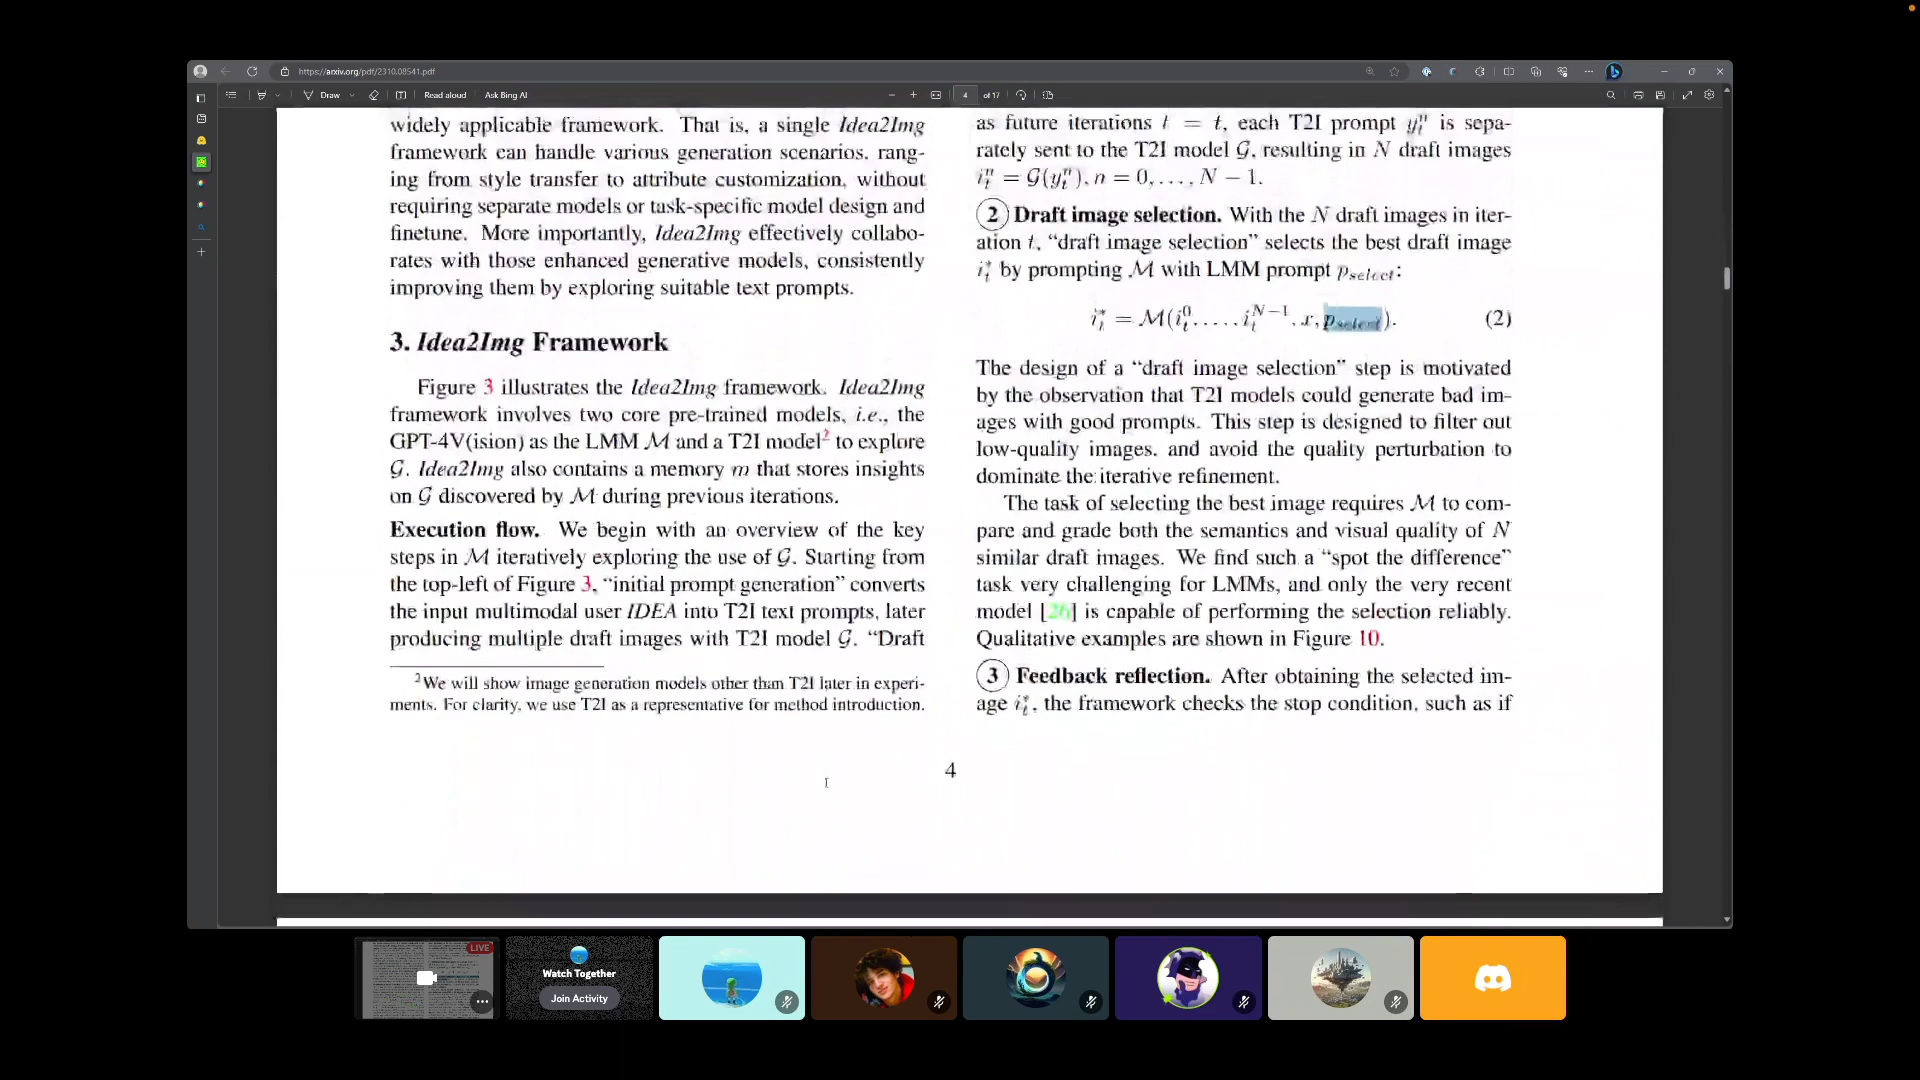 https://arxiv.org/pdf/2310.08541.pdf
Draw
Read aloud
Ask Bing AI
4 of 17
widely applicable framework. That is, a single Idea2Img
framework can handle various generation scenarios, rang-
ing from style transfer to attribute customization, without
requiring separate models or task-specific model design and
finetune. More importantly, Idea2Img effectively collabo-
rates with those enhanced generative models, consistently
improving them by exploring suitable text prompts.
3. Idea2Img Framework
Figure 3 illustrates the Idea2Img framework. Idea2Img
framework involves two core pre-trained models, i.e., the
GPT-4V(ision) as the LMM ℳ and a T2I model² to explore
𝒢. Idea2Img also contains a memory m that stores insights
on 𝒢 discovered by ℳ during previous iterations.
Execution flow. We begin with an overview of the key
steps in ℳ iteratively exploring the use of 𝒢. Starting from
the top-left of Figure 3, “initial prompt generation” converts
the input multimodal user IDEA into T2I text prompts, later
producing multiple draft images with T2I model 𝒢. “Draft
²We will show image generation models other than T2I later in experi-
ments. For clarity, we use T2I as a representative for method introduction.
as future iterations t = t, each T2I prompt y_t^n is sepa-
rately sent to the T2I model 𝒢, resulting in N draft images
i_t^n = 𝒢(y_t^n), n = 0, . . . , N − 1.
② Draft image selection. With the N draft images in iter-
ation t, “draft image selection” selects the best draft image
i_t^* by prompting ℳ with LMM prompt p_select:
i_t^* = ℳ(i_t^0, . . . , i_t^{N−1}, x, p_select). (2)
The design of a “draft image selection” step is motivated
by the observation that T2I models could generate bad im-
ages with good prompts. This step is designed to filter out
low-quality images, and avoid the quality perturbation to
dominate the iterative refinement.
The task of selecting the best image requires ℳ to com-
pare and grade both the semantics and visual quality of N
similar draft images. We find such a “spot the difference”
task very challenging for LMMs, and only the very recent
model [26] is capable of performing the selection reliably.
Qualitative examples are shown in Figure 10.
③ Feedback reflection. After obtaining the selected im-
age i_t^*, the framework checks the stop condition, such as if
4
LIVE
Watch Together
Join Activity